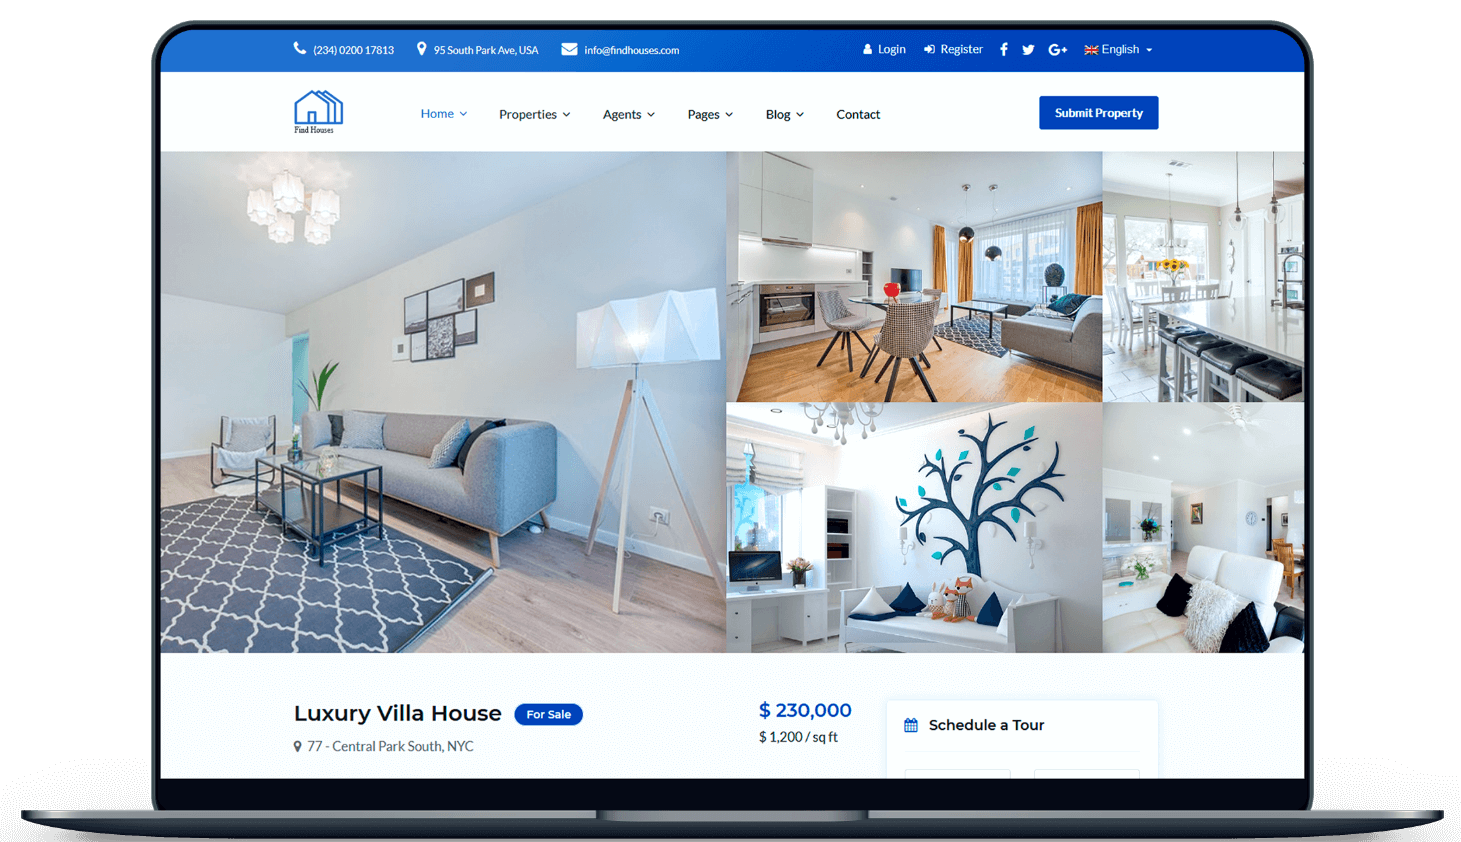 (234) 0200 17813 95 South Park Ave, USA info@findhouses.com Login Register English
Find Houses
Home Properties Agents Pages Blog Contact Submit Property
Luxury Villa House For Sale
77 - Central Park South, NYC
$ 230,000
$ 1,200 / sq ft
Schedule a Tour